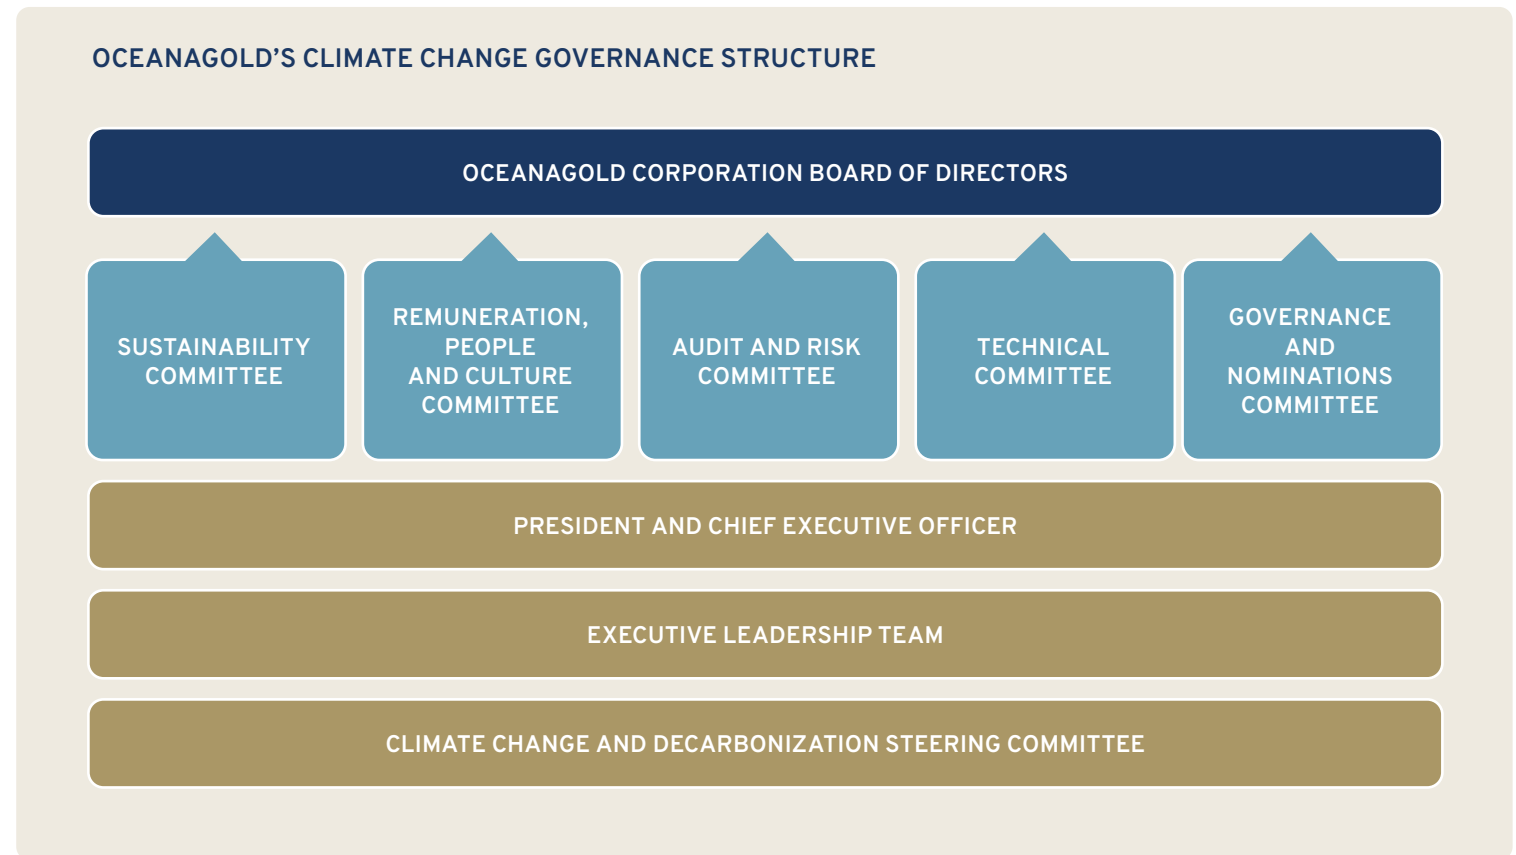 OCEANAGOLD’S CLIMATE CHANGE GOVERNANCE STRUCTURE
OCEANAGOLD CORPORATION BOARD OF DIRECTORS
SUSTAINABILITY
COMMITTEE
REMUNERATION,
PEOPLE
AND CULTURE
COMMITTEE
AUDIT AND RISK
COMMITTEE
TECHNICAL
COMMITTEE
GOVERNANCE
AND
NOMINATIONS
COMMITTEE
PRESIDENT AND CHIEF EXECUTIVE OFFICER
EXECUTIVE LEADERSHIP TEAM
CLIMATE CHANGE AND DECARBONIZATION STEERING COMMITTEE